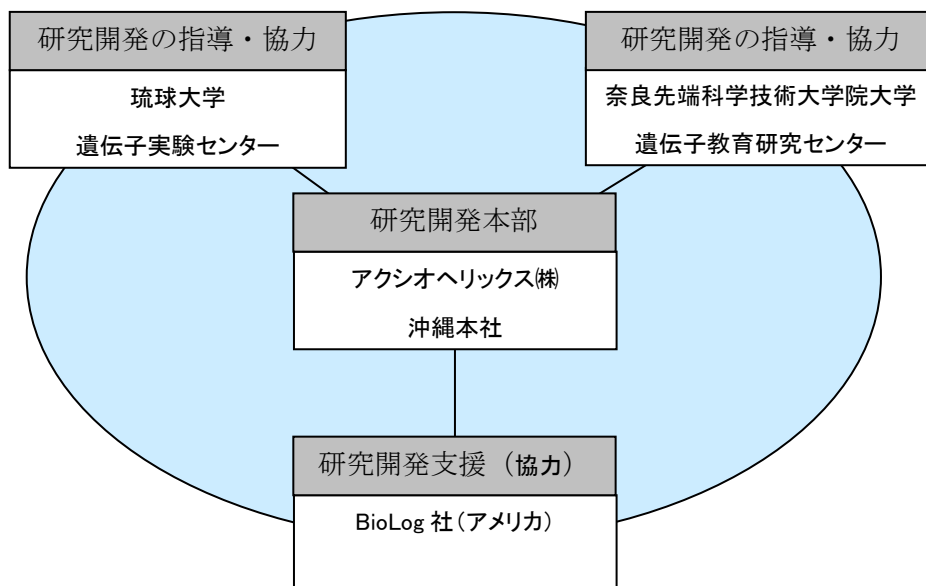 研究開発の指導・協力
琉球大学
遺伝子実験センター
研究開発の指導・協力
奈良先端科学技術大学院大学
遺伝子教育研究センター
研究開発本部
アクシオヘリックス㈱
沖縄本社
研究開発支援（協力）
BioLog 社（アメリカ）